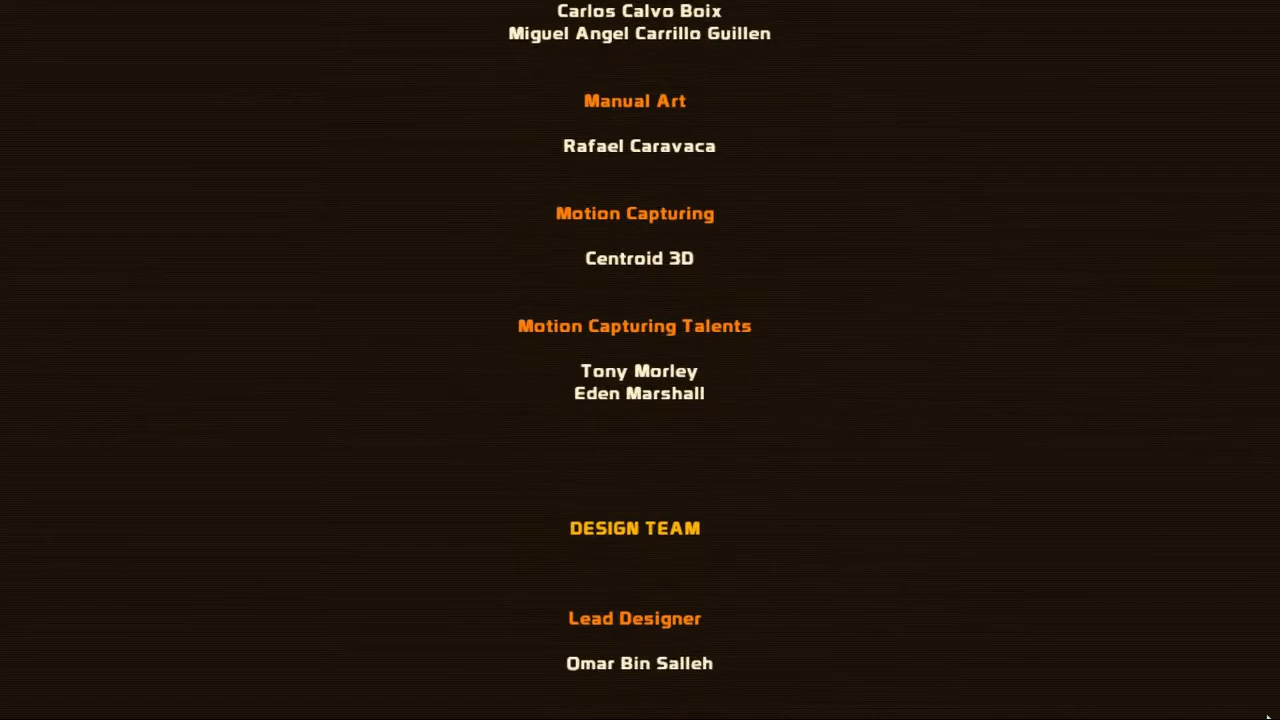 Carlos Calvo Boix
Miguel Angel Carrillo Guillen
Manual Art
Rafael Caravaca
Motion Capturing
Centroid 3D
Motion Capturing Talents
Tony Morley
Eden Marshall
DESIGN TEAM
Lead Designer
Omar Bin Salleh